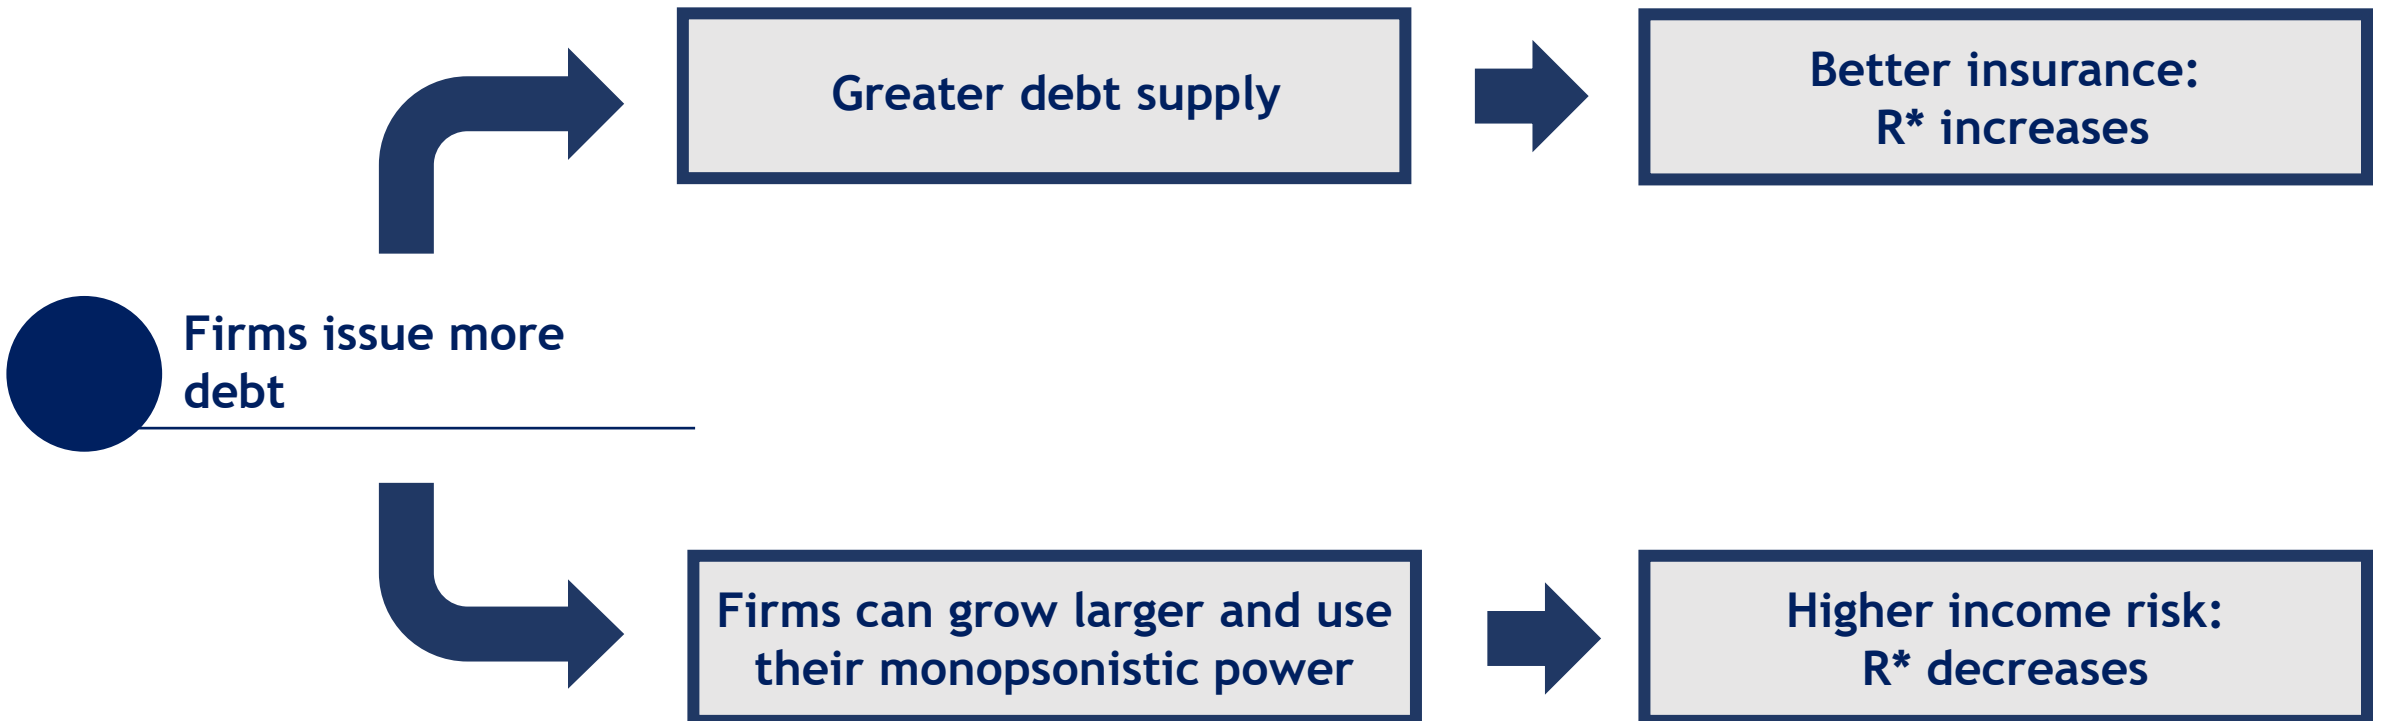 Greater debt supply
Better insurance:
R* increases
Firms issue more
debt
Firms can grow larger and use
their monopsonistic power
Higher income risk:
R* decreases